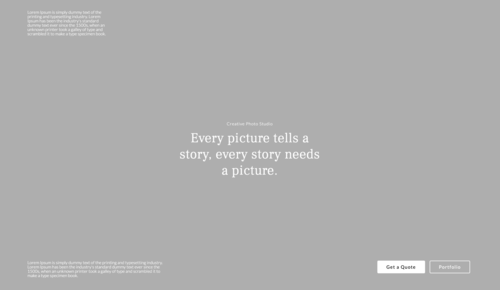 Lorem Ipsum is simply dummy text of the
printing and typesetting industry. Lorem
Ipsum has been the industry's standard
dummy text ever since the 1500s, when an
unknown printer took a galley of type and
scrambled it to make a type specimen book.
Creative Photo Studio
Every picture tells a
story, every story needs
a picture.
Lorem Ipsum is simply dummy text of the printing and typesetting industry.
Lorem Ipsum has been the industry's standard dummy text ever since the
1500s, when an unknown printer took a galley of type and scrambled it to
make a type specimen book.
Get a Quote
Portfolio